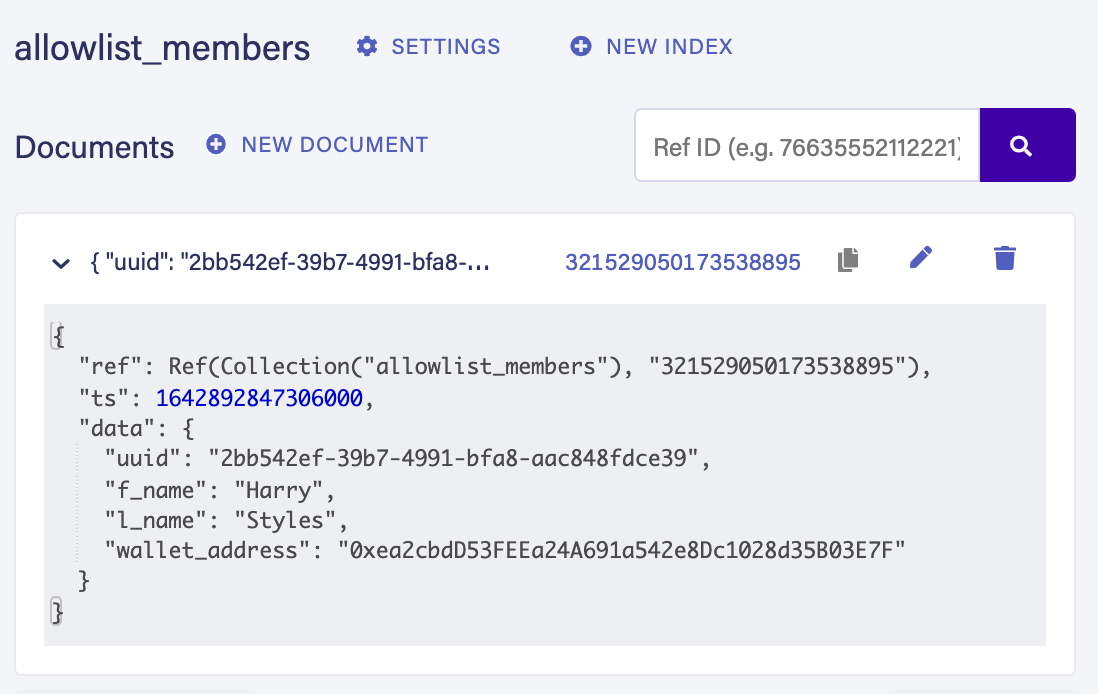 allowlist_members SETTINGS NEW INDEX
Documents NEW DOCUMENT Ref ID (e.g. 76635552112221)
{ "uuid": "2bb542ef-39b7-4991-bfa8-... 321529050173538895
{
"ref": Ref(Collection("allowlist_members"), "321529050173538895"),
"ts": 1642892847306000,
"data": {
"uuid": "2bb542ef-39b7-4991-bfa8-aac848fdce39",
"f_name": "Harry",
"l_name": "Styles",
"wallet_address": "0xea2cbdD53FEEa24A691a542e8Dc1028d35B03E7F"
}
}